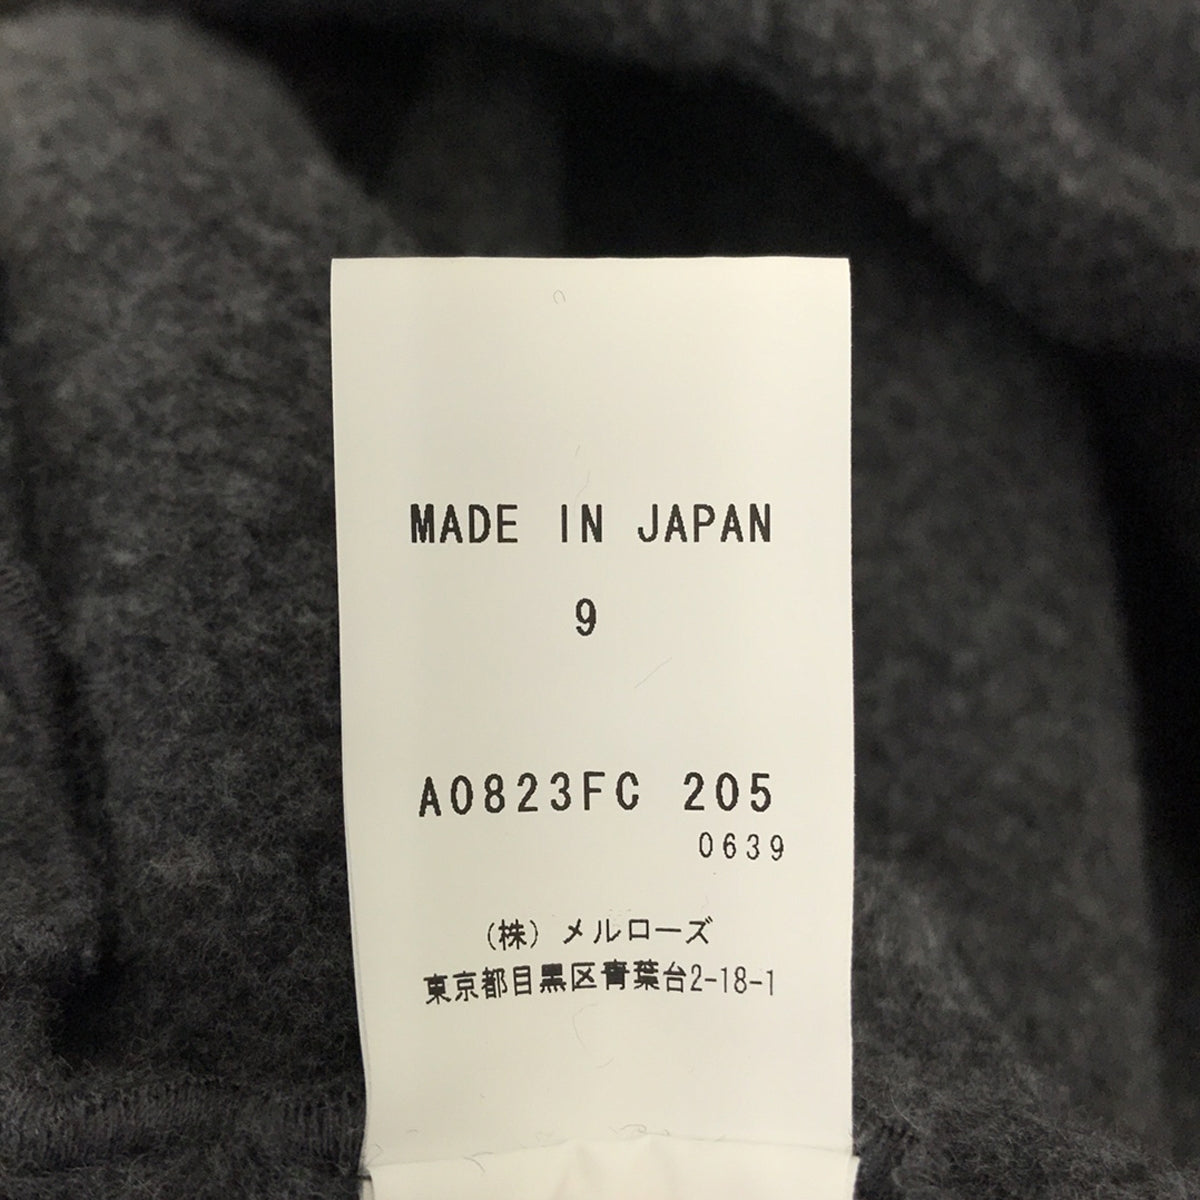 MADE IN JAPAN
9
A0823FC 205
0639
（株）メルローズ
東京都目黒区青葉台2-18-1